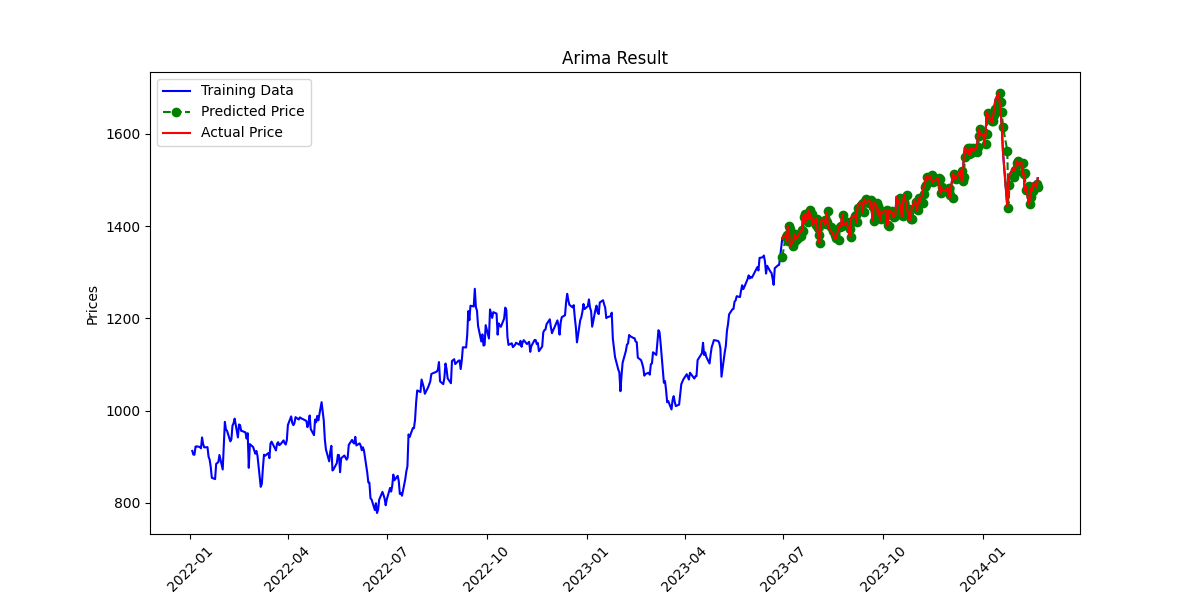 Arima Result
Training Data
Predicted Price
Actual Price
Prices
1600
1400
1200
1000
800
2022-01
2022-04
2022-07
2022-10
2023-01
2023-04
2023-07
2023-10
2024-01